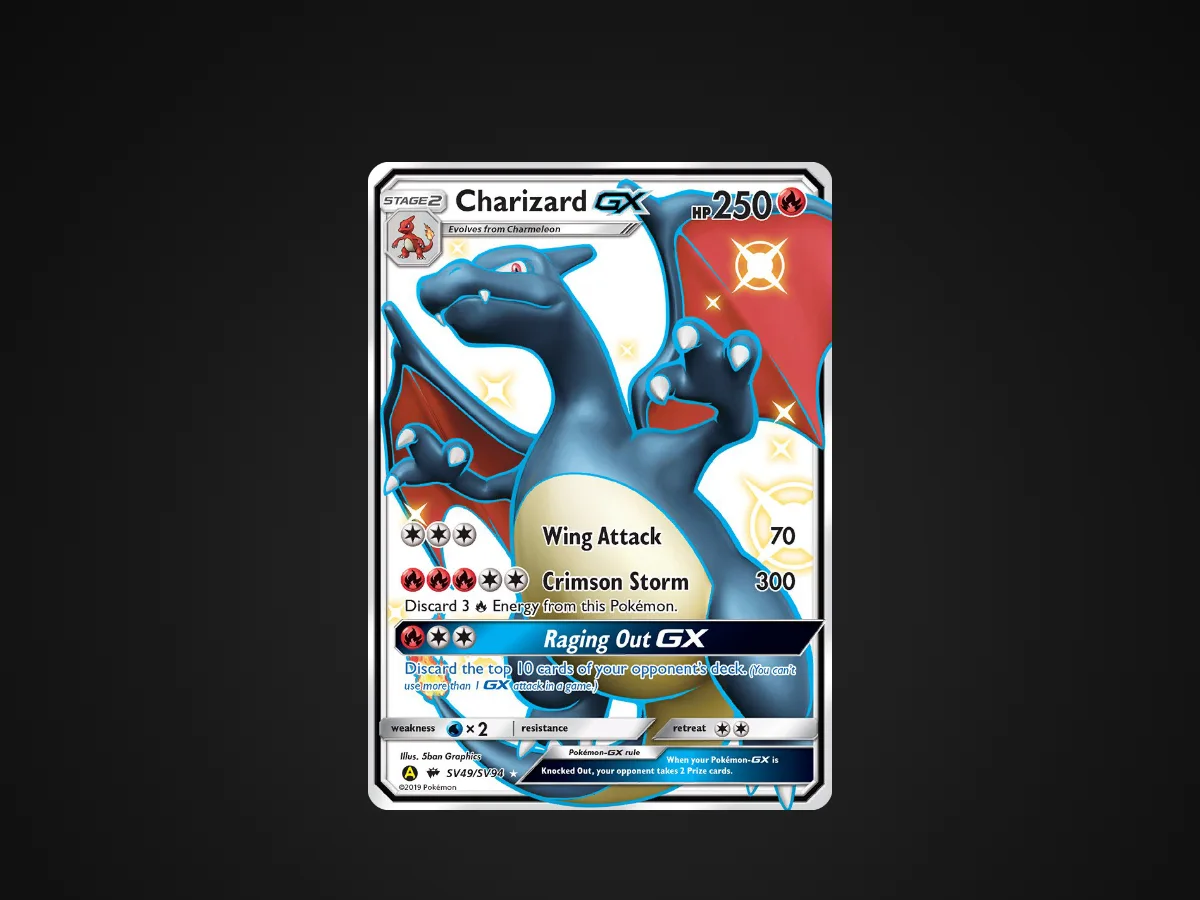 STAGE2 Charizard GX HP250
Evolves from Charmeleon
Wing Attack 70
Crimson Storm 300
Discard 3 Energy from this Pokémon.
Raging Out GX
Discard the top 10 cards of your opponent's deck. (You can't
use more than 1 GX attack in a game.)
weakness ×2 resistance retreat
Illus. 5ban Graphics
A SV49/SV94
©2019 Pokémon
Pokémon-GX rule
When your Pokémon-GX is
Knocked Out, your opponent takes 2 Prize cards.